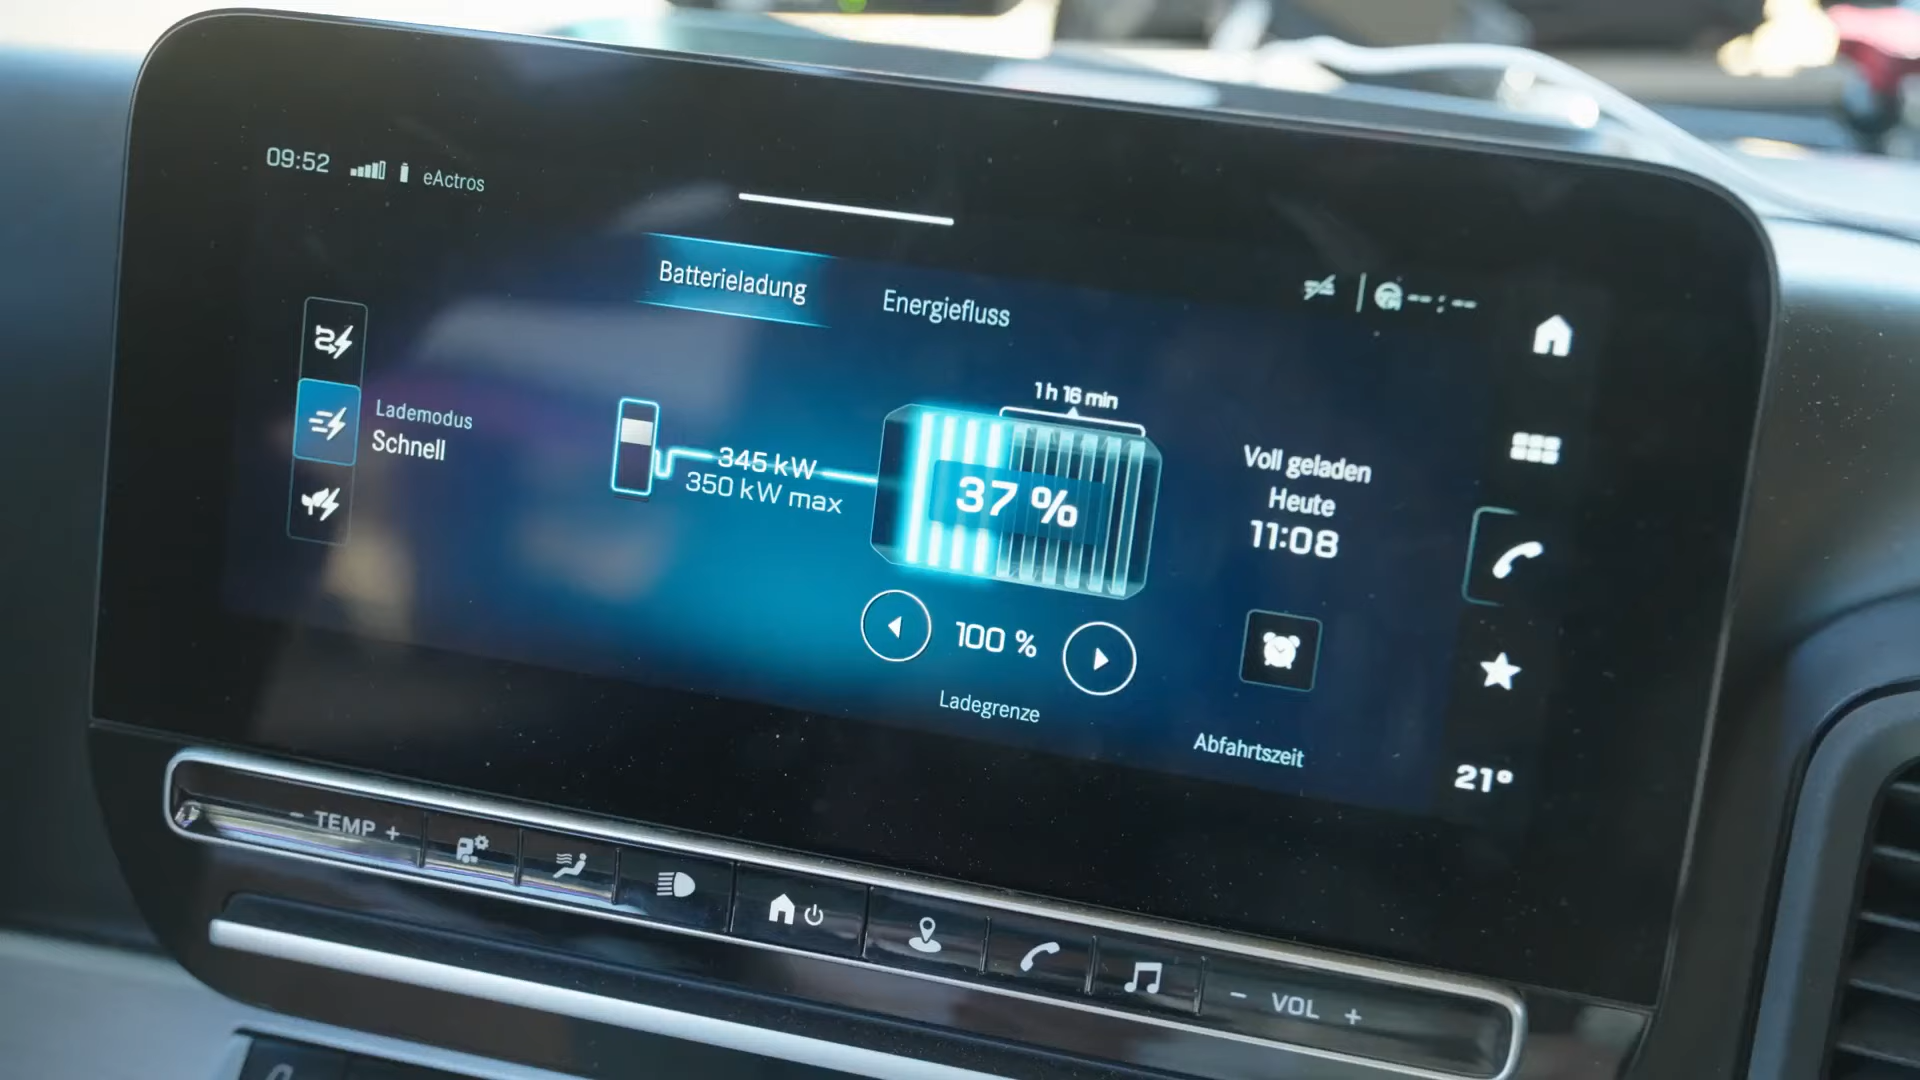 09:52 eActros
Batterieladung
Energiefluss
--:--
Lademodus
Schnell
345 kW
350 kW max
1 h 16 min
37 %
Voll geladen
Heute
11:08
100 %
Ladegrenze
Abfahrtszeit
21°
- TEMP +
- VOL +